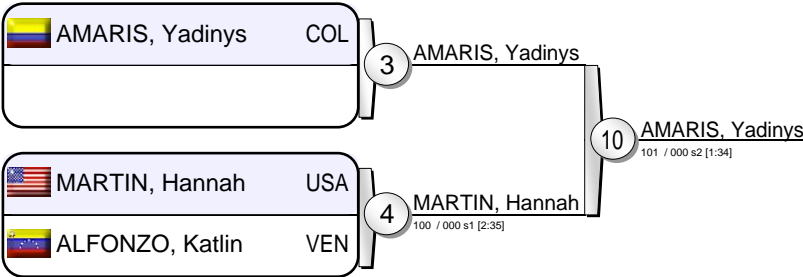 AMARIS, Yadinys COL
3
AMARIS, Yadinys
10
AMARIS, Yadinys
101 / 000 s2 [1:34]
MARTIN, Hannah USA
4
MARTIN, Hannah
100 / 000 s1 [2:35]
ALFONZO, Katlin VEN